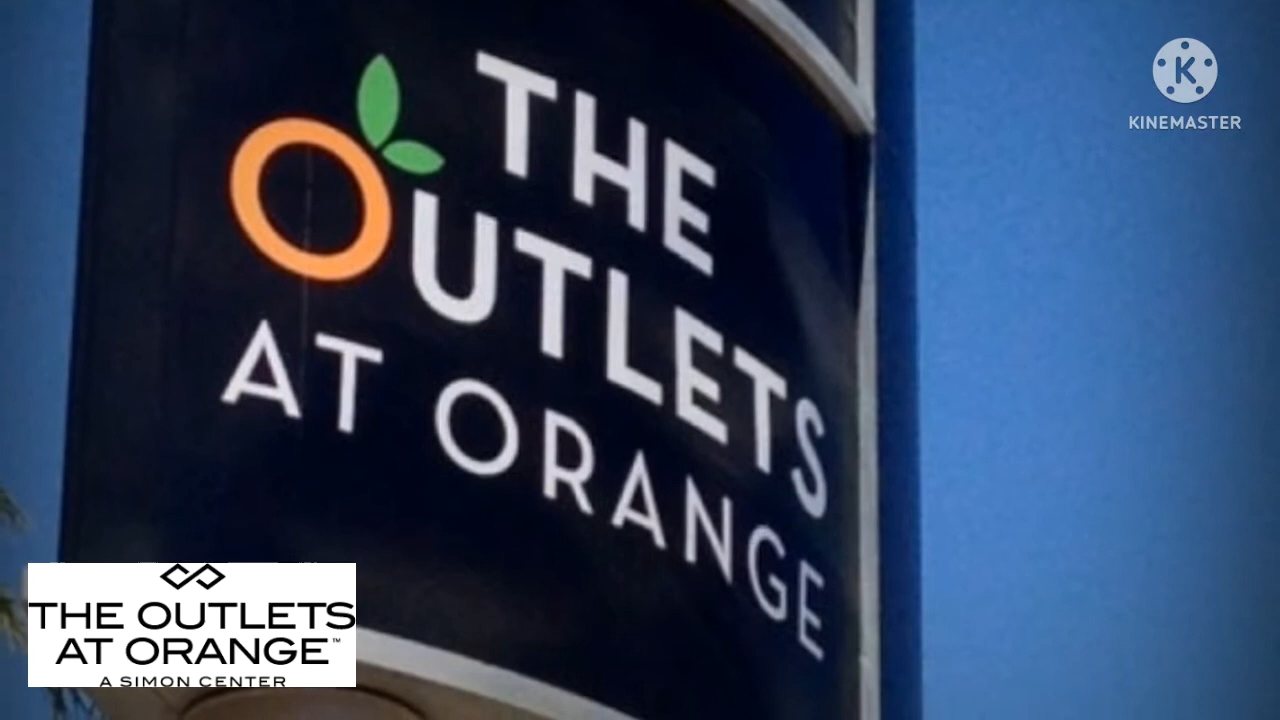 THE
OUTLETS
AT ORANGE
KINEMASTER
THE OUTLETS
AT ORANGE™
A SIMON CENTER